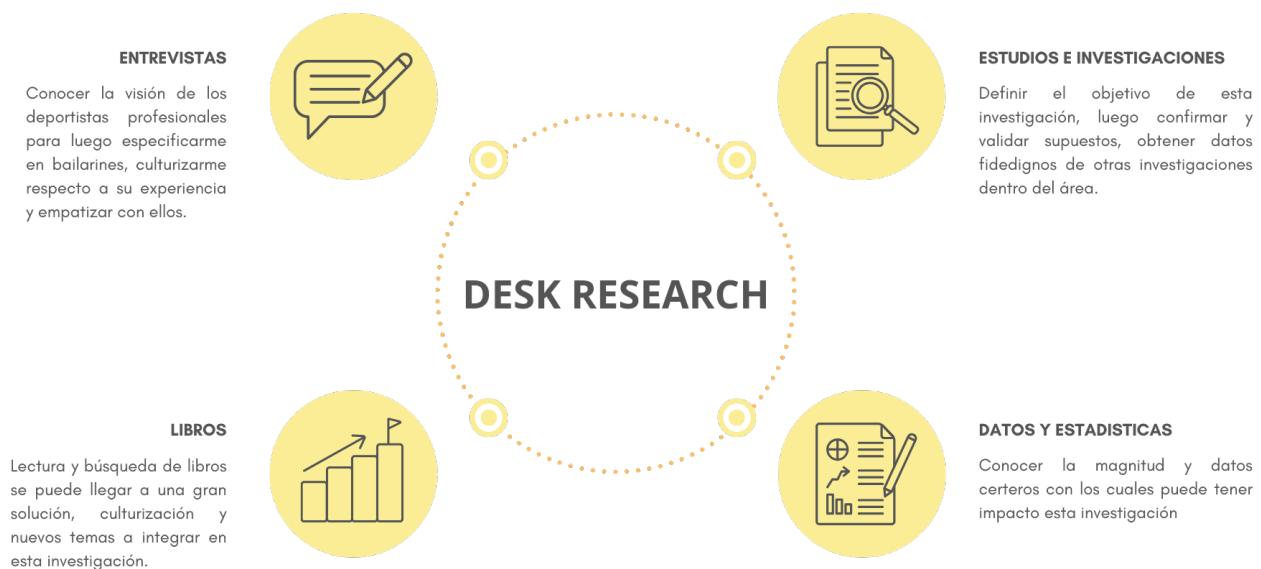 ENTREVISTAS
Conocer la visión de los
deportistas profesionales
para luego especificarme
en bailarines, culturizarme
respecto a su experiencia
y empatizar con ellos.
ESTUDIOS E INVESTIGACIONES
Definir el objetivo de esta
investigación, luego confirmar y
validar supuestos, obtener datos
fidedignos de otras investigaciones
dentro del área.
DESK RESEARCH
LIBROS
Lectura y búsqueda de libros
se puede llegar a una gran
solución, culturización y
nuevos temas a integrar en
esta investigación.
DATOS Y ESTADISTICAS
Conocer la magnitud y datos
certeros con los cuales puede tener
impacto esta investigación